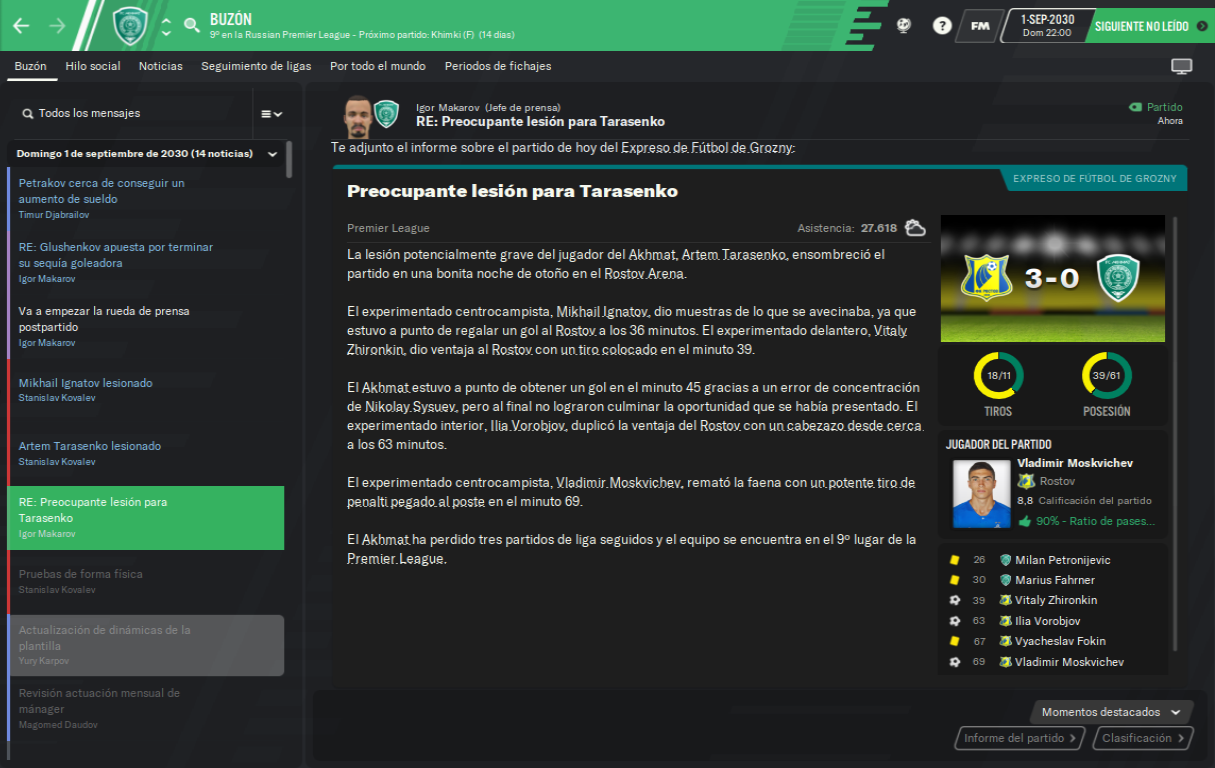 BUZÓN
9º en la Russian Premier League - Próximo partido: Khimki (F) (14 días)
?
FM
1-SEP-2030
Dom 22:00
SIGUIENTE NO LEÍDO
Buzón Hilo social Noticias Seguimiento de ligas Por todo el mundo Periodos de fichajes
Todos los mensajes
Domingo 1 de septiembre de 2030 (14 noticias)
Petrakov cerca de conseguir un
aumento de sueldo
Timur Djabrailov
RE: Glushenkov apuesta por terminar
su sequía goleadora
Igor Makarov
Va a empezar la rueda de prensa
postpartido
Igor Makarov
Mikhail Ignatov lesionado
Stanislav Kovalev
Artem Tarasenko lesionado
Stanislav Kovalev
RE: Preocupante lesión para
Tarasenko
Igor Makarov
Pruebas de forma física
Stanislav Kovalev
Actualización de dinámicas de la
plantilla
Yury Karpov
Revisión actuación mensual de
mánager
Magomed Daudov
Igor Makarov (Jefe de prensa)
RE: Preocupante lesión para Tarasenko
Partido
Ahora
Te adjunto el informe sobre el partido de hoy del Expreso de Fútbol de Grozny:
EXPRESO DE FÚTBOL DE GROZNY
Preocupante lesión para Tarasenko
Premier League
Asistencia: 27.618
La lesión potencialmente grave del jugador del Akhmat, Artem Tarasenko, ensombreció el
partido en una bonita noche de otoño en el Rostov Arena.
El experimentado centrocampista, Mikhail Ignatov, dio muestras de lo que se avecinaba, ya que
estuvo a punto de regalar un gol al Rostov a los 36 minutos. El experimentado delantero, Vitaly
Zhironkin, dio ventaja al Rostov con un tiro colocado en el minuto 39.
El Akhmat estuvo a punto de obtener un gol en el minuto 45 gracias a un error de concentración
de Nikolay Sysuev, pero al final no lograron culminar la oportunidad que se había presentado. El
experimentado interior, Ilia Vorobjov, duplicó la ventaja del Rostov con un cabezazo desde cerca
a los 63 minutos.
El experimentado centrocampista, Vladimir Moskvichev, remató la faena con un potente tiro de
penalti pegado al poste en el minuto 69.
El Akhmat ha perdido tres partidos de liga seguidos y el equipo se encuentra en el 9º lugar de la
Premier League.
3-0
18/11
TIROS
39/61
POSESIÓN
JUGADOR DEL PARTIDO
Vladimir Moskvichev
Rostov
8,8 Calificación del partido
90% - Ratio de pases...
26 Milan Petronijevic
30 Marius Fahrner
39 Vitaly Zhironkin
63 Ilia Vorobjov
67 Vyacheslav Fokin
69 Vladimir Moskvichev
Momentos destacados
Informe del partido
Clasificación